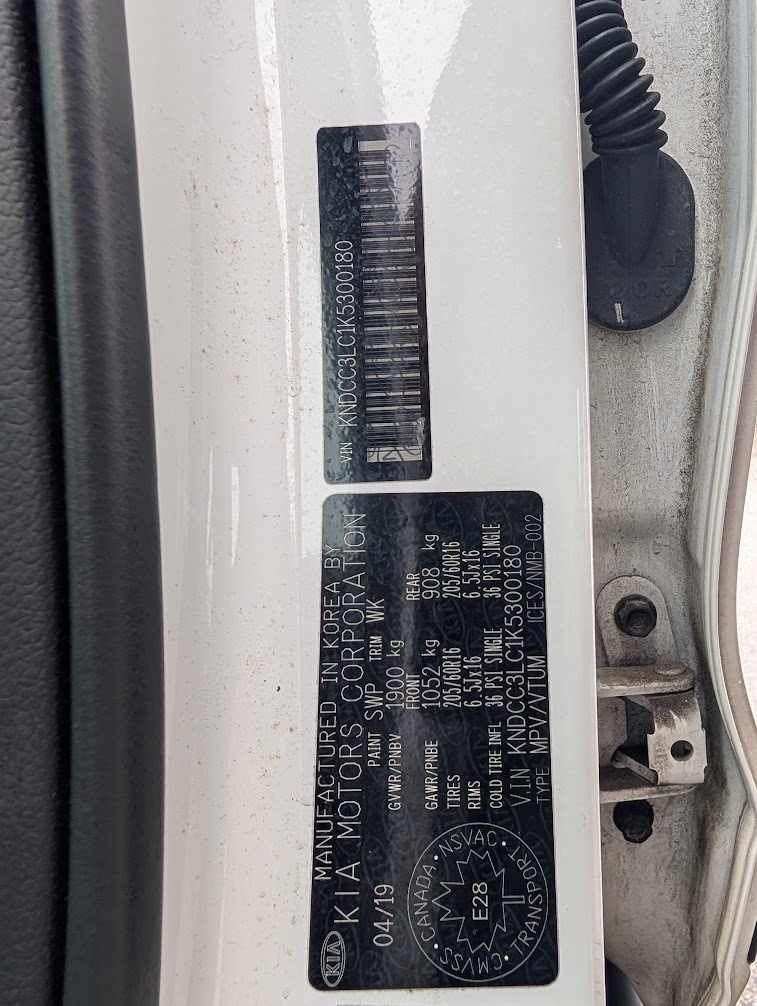 VIN KNDCC3LC1K5300180
KIA
MANUFACTURED IN KOREA BY
KIA MOTORS CORPORATION
04/19 PAINT SWP TRIM WK
GVWR/PNBV 1900 kg
FRONT REAR
GAWR/PNBE 1052 kg 908 kg
TIRES 205/60R16 205/60R16
RIMS 6.5Jx16 6.5Jx16
COLD TIRE INFL 36 PSI SINGLE 36 PSI SINGLE
V.IN KNDCC3LC1K5300180
TYPE MPV/VTUM ICES/NMB-002
CANADA • NSVAC • TRANSPORT • CMVSS
E28